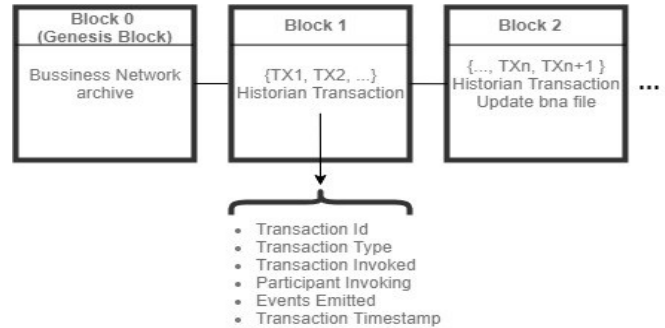 Block 0
(Genesis Block)
Bussiness Network
archive
Block 1
{TX1, TX2, ...}
Historian Transaction
Block 2
{..., TXn, TXn+1 }
Historian Transaction
Update bna file
...
• Transaction Id
• Transaction Type
• Transaction Invoked
• Participant Invoking
• Events Emitted
• Transaction Timestamp